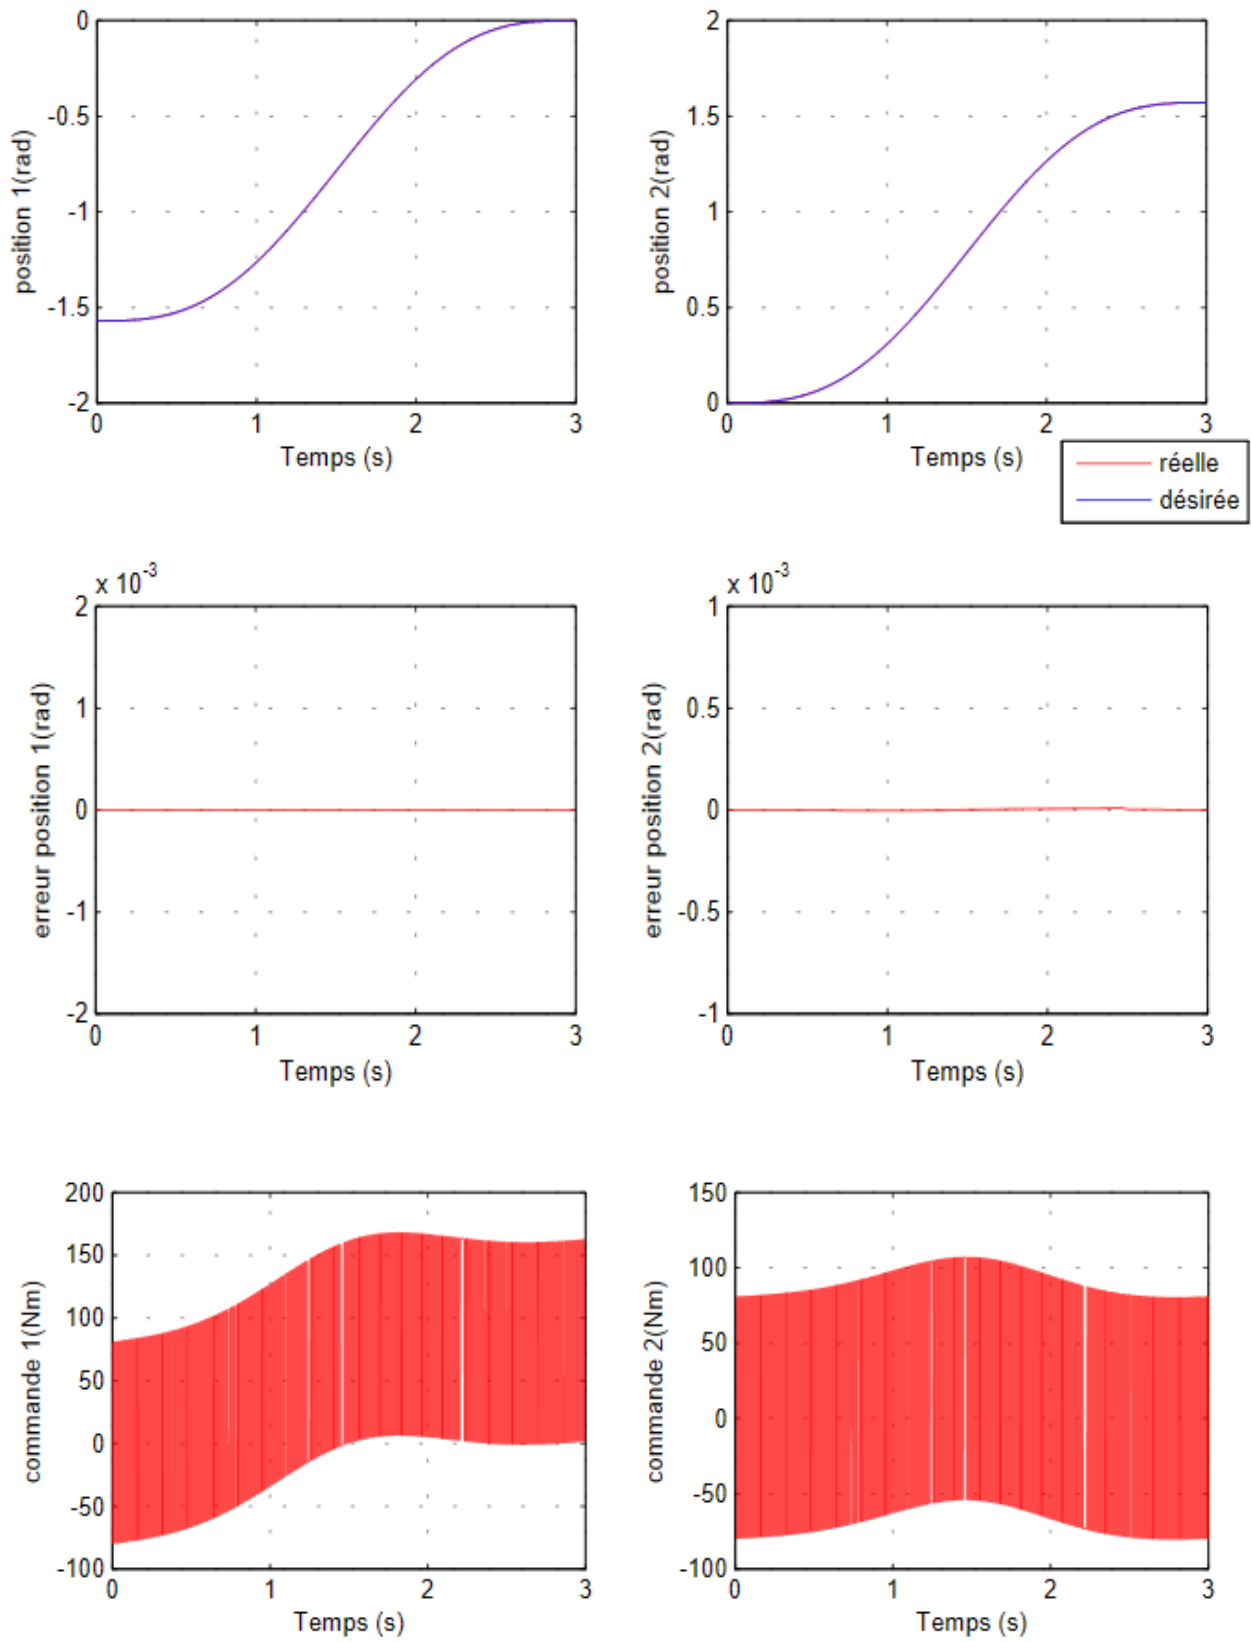 0
-0.5
-1
-1.5
-2
position 1(rad)
0 1 2 3
Temps (s)
2
1.5
1
0.5
0
position 2(rad)
0 1 2 3
Temps (s)
réelle
désirée
x 10-3
2
1
0
-1
-2
erreur position 1(rad)
0 1 2 3
Temps (s)
x 10-3
1
0.5
0
-0.5
-1
erreur position 2(rad)
0 1 2 3
Temps (s)
200
150
100
50
0
-50
-100
commande 1(Nm)
0 1 2 3
Temps (s)
150
100
50
0
-50
-100
commande 2(Nm)
0 1 2 3
Temps (s)